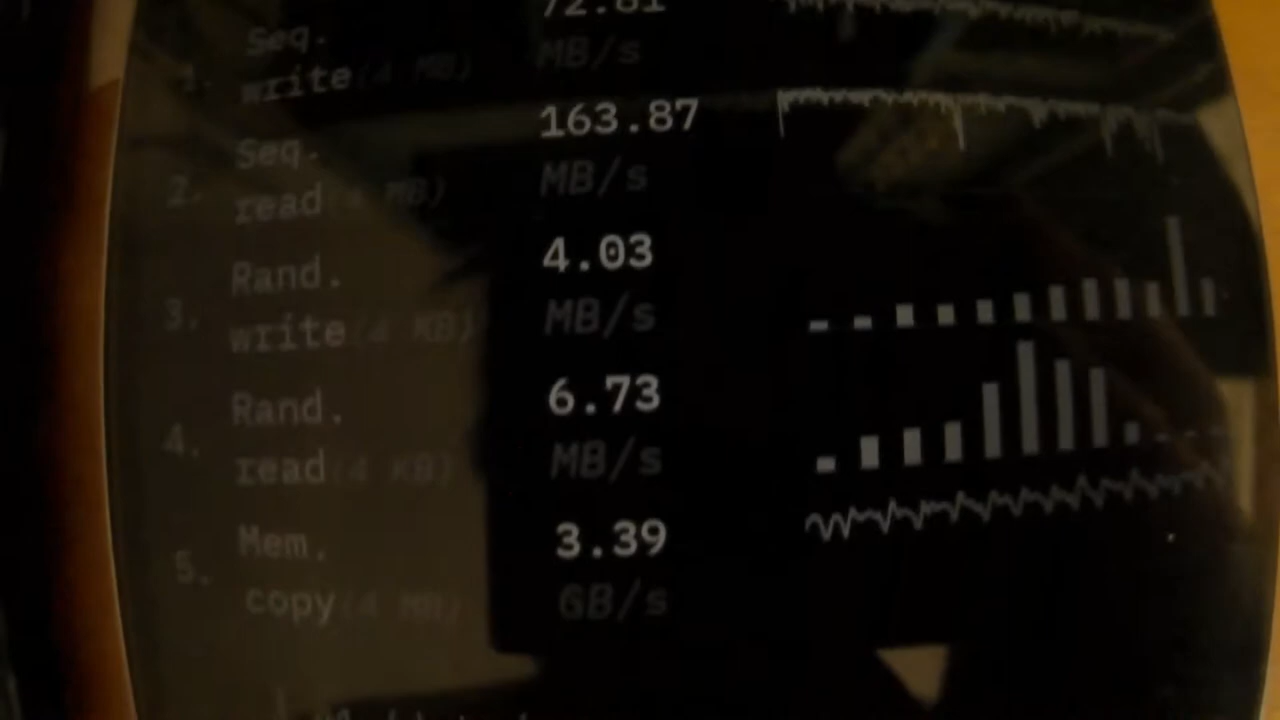 72.81
Seq.
1. write(4 MB) MB/s
163.87
Seq.
2. read(4 MB) MB/s
4.03
Rand.
3. write(4 KB) MB/s
6.73
Rand.
4. read(4 KB) MB/s
3.39
Mem.
5. copy(4 MB) GB/s